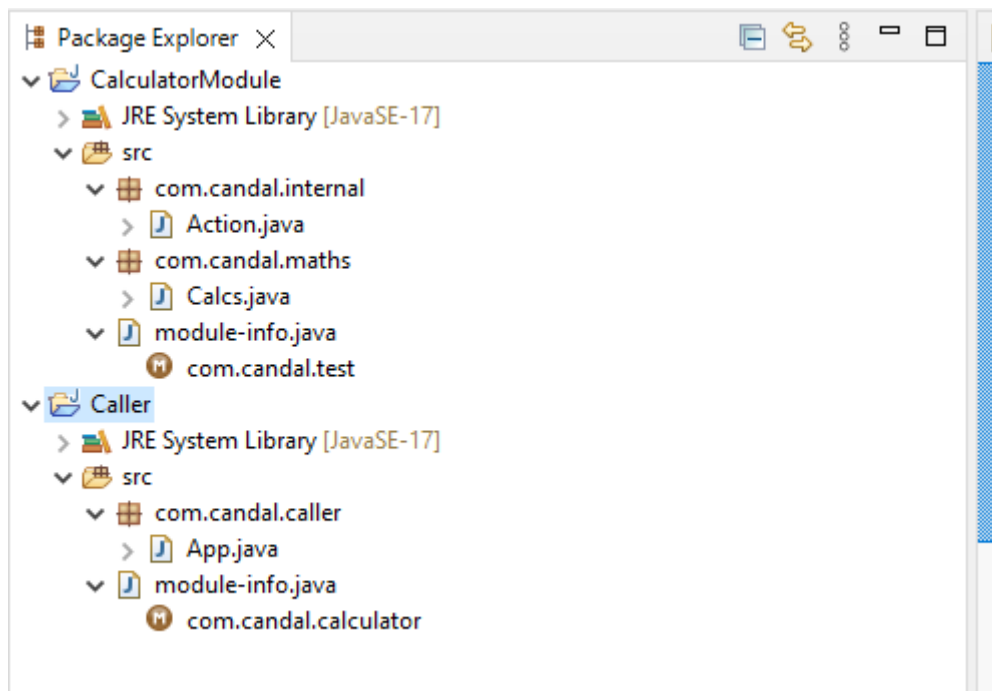 Package Explorer
CalculatorModule
JRE System Library [JavaSE-17]
src
com.candal.internal
Action.java
com.candal.maths
Calcs.java
module-info.java
com.candal.test
Caller
JRE System Library [JavaSE-17]
src
com.candal.caller
App.java
module-info.java
com.candal.calculator